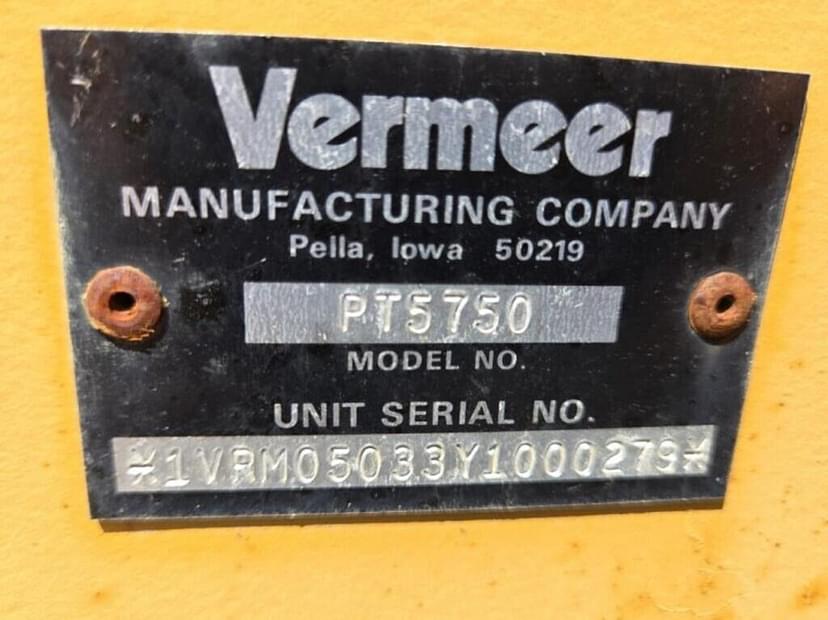 Vermeer
MANUFACTURING COMPANY
Pella, Iowa 50219
PT5750
MODEL NO.
UNIT SERIAL NO.
*1VRM05033Y1000279*